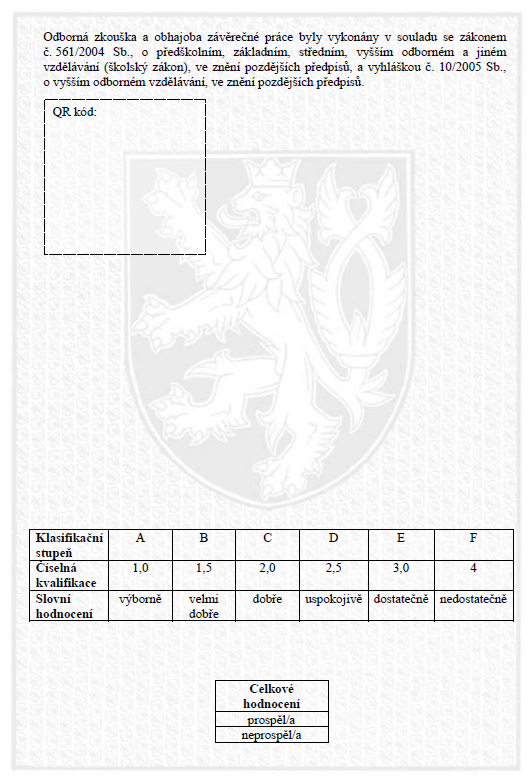 Odborná zkouška a obhajoba závěrečné práce byly vykonány v souladu se zákonem
č. 561/2004 Sb., o předškolním, základním, středním, vyšším odborném a jiném
vzdělávání (školský zákon), ve znění pozdějších předpisů, a vyhláškou č. 10/2005 Sb.,
o vyšším odborném vzdělávání, ve znění pozdějších předpisů.
QR kód:
Klasifikační stupeň A B C D E F
Číselná kvalifikace 1,0 1,5 2,0 2,5 3,0 4
Slovní hodnocení výborně velmi dobře dobře uspokojivě dostatečně nedostatečně
Celkové
hodnocení
prospěl/a
neprospěl/a